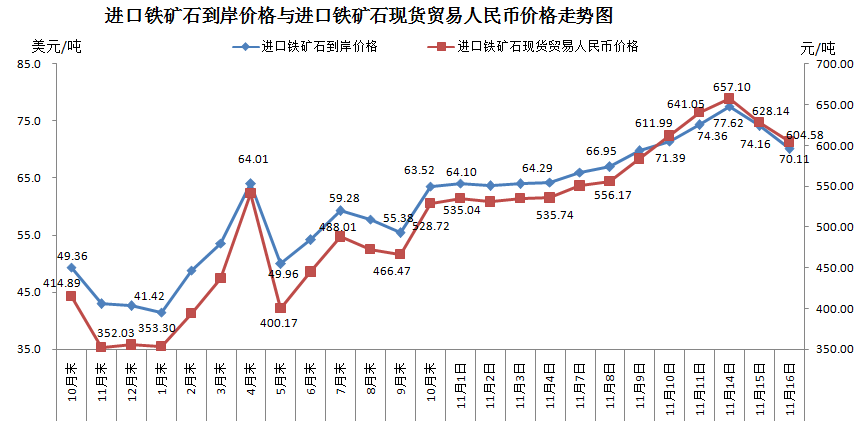 进口铁矿石到岸价格与进口铁矿石现货贸易人民币价格走势图
美元/吨
进口铁矿石到岸价格
进口铁矿石现货贸易人民币价格
元/吨
85.0
75.0
65.0
55.0
45.0
35.0
700.00
650.00
600.00
550.00
500.00
450.00
400.00
350.00
49.36
414.89
352.03
41.42
353.30
64.01
49.96
400.17
59.28
488.01
55.38
466.47
63.52
528.72
64.10
535.04
64.29
535.74
66.95
556.17
611.99
71.39
641.05
74.36
657.10
77.62
628.14
74.16
604.58
70.11
10月末
11月末
12月末
1月末
2月末
3月末
4月末
5月末
6月末
7月末
8月末
9月末
10月末
11月1日
11月2日
11月3日
11月4日
11月7日
11月8日
11月9日
11月10日
11月11日
11月14日
11月15日
11月16日